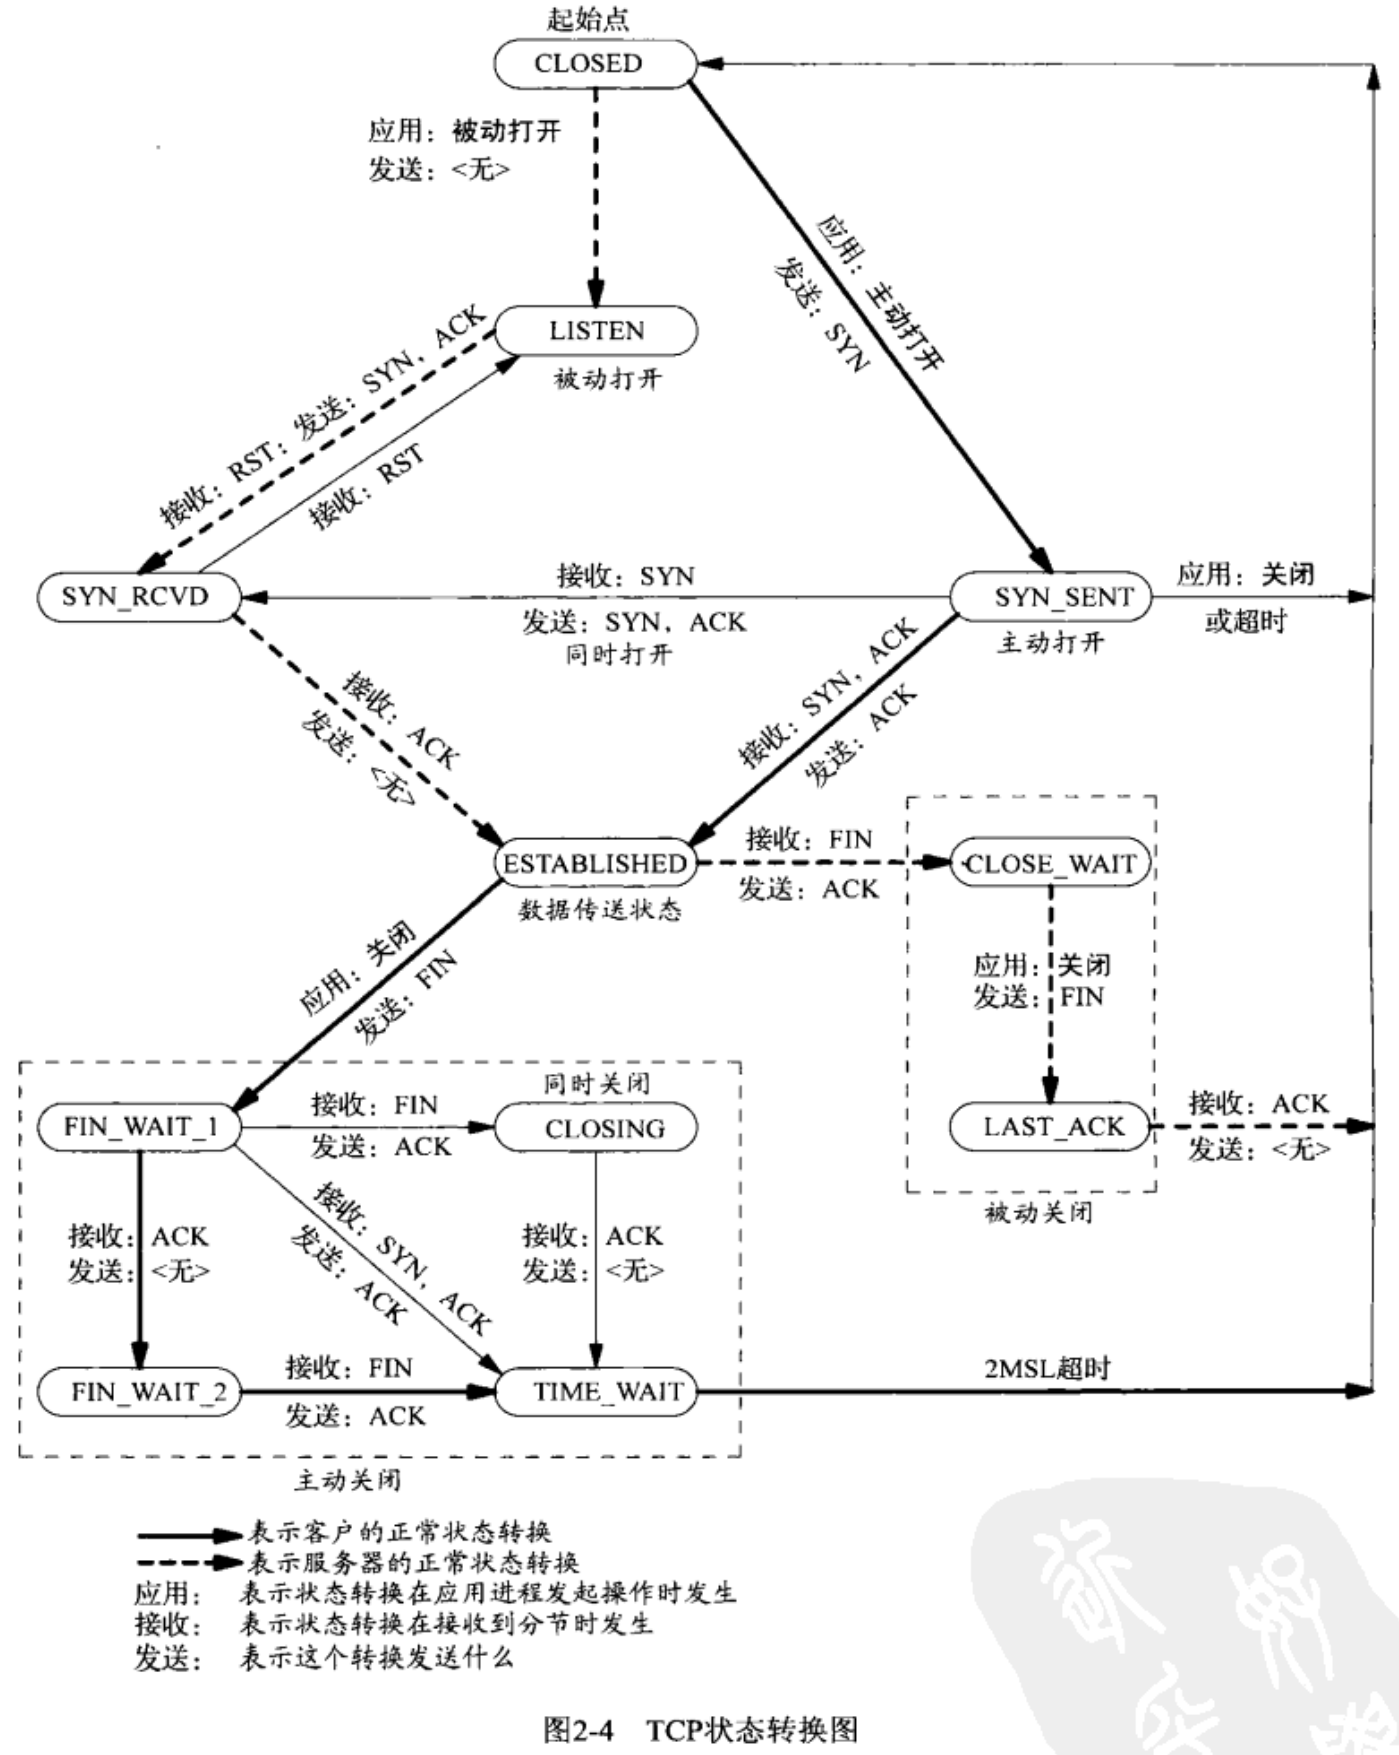 起始点
CLOSED
应用：被动打开
发送：<无>
应用：主动打开
发送：SYN
LISTEN
被动打开
接收：RST；发送：SYN，ACK
接收：RST
SYN_RCVD
接收：SYN
发送：SYN，ACK
同时打开
SYN_SENT
主动打开
应用：关闭
或超时
接收：ACK
发送：<无>
接收：SYN，ACK
发送：ACK
ESTABLISHED
数据传送状态
接收：FIN
发送：ACK
CLOSE_WAIT
应用：关闭
发送：FIN
应用：关闭
发送：FIN
同时关闭
FIN_WAIT_1
接收：FIN
发送：ACK
CLOSING
LAST_ACK
接收：ACK
发送：<无>
被动关闭
接收：ACK
发送：<无>
接收：SYN，ACK
发送：ACK
接收：ACK
发送：<无>
FIN_WAIT_2
接收：FIN
发送：ACK
TIME_WAIT
2MSL超时
主动关闭
表示客户的正常状态转换
表示服务器的正常状态转换
应用： 表示状态转换在应用进程发起操作时发生
接收： 表示状态转换在接收到分节时发生
发送： 表示这个转换发送什么
图2-4 TCP状态转换图